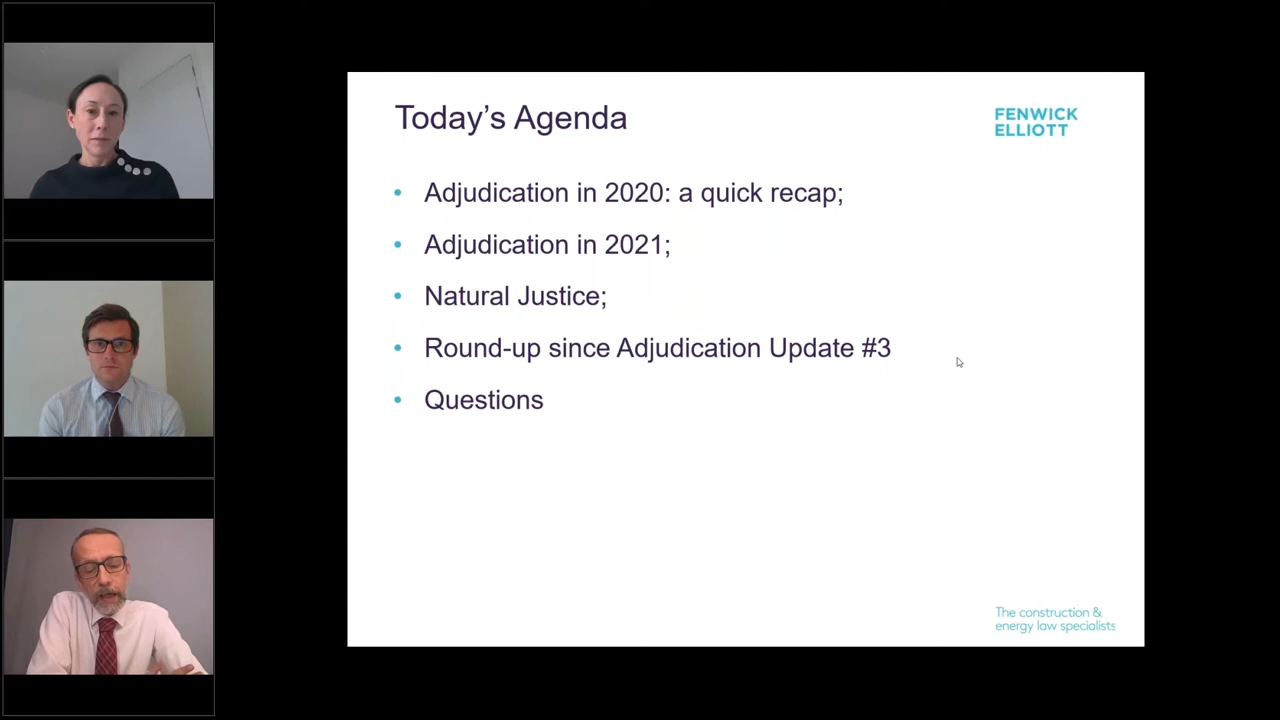 Today's Agenda
FENWICK
ELLIOTT
• Adjudication in 2020: a quick recap;
• Adjudication in 2021;
• Natural Justice;
• Round-up since Adjudication Update #3
• Questions
The construction &
energy law specialists